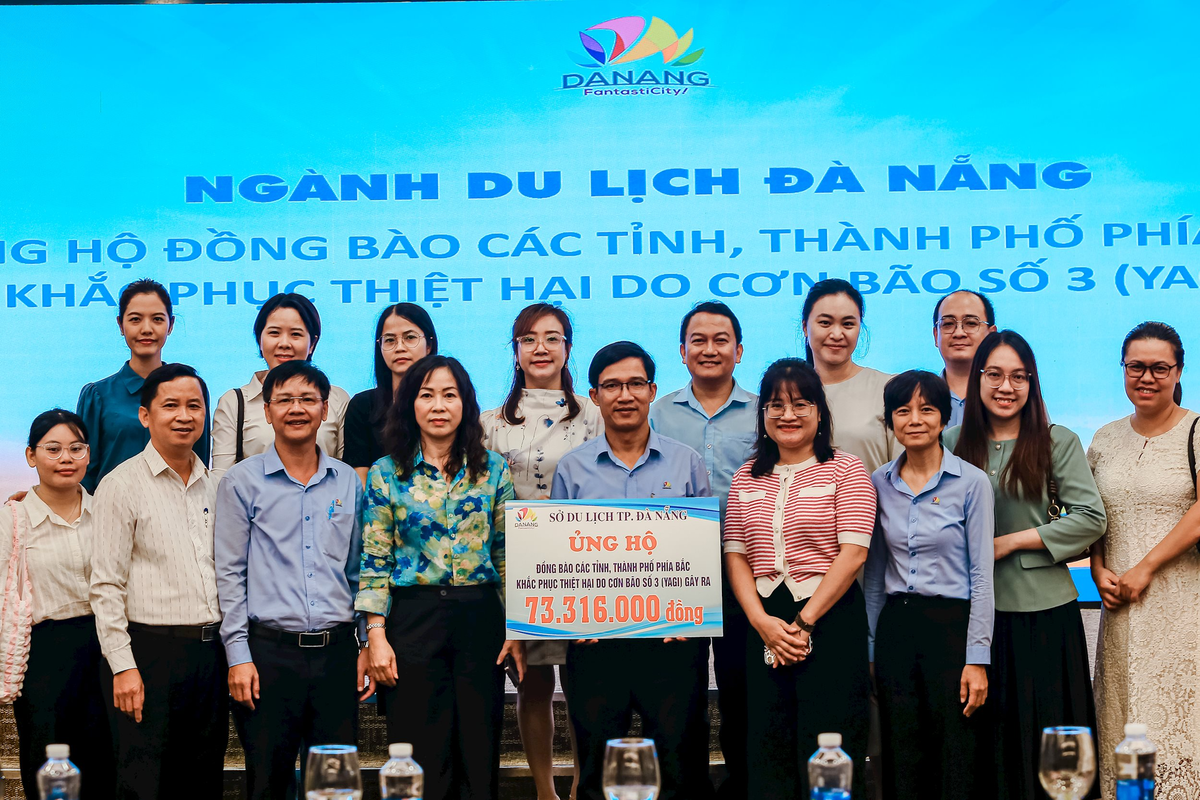 DANANG
FantastiCity!
NGÀNH DU LỊCH ĐÀ NẴNG
NG HỘ ĐỒNG BÀO CÁC TỈNH, THÀNH PHỐ PHÍA
KHẮC PHỤC THIỆT HẠI DO CƠN BÃO SỐ 3 (YA
DANANG
SỞ DU LỊCH TP. ĐÀ NẴNG
ỦNG HỘ
ĐỒNG BÀO CÁC TỈNH, THÀNH PHỐ PHÍA BẮC
KHẮC PHỤC THIỆT HẠI DO CƠN BÃO SỐ 3 (YAGI) GÂY RA
73.316.000 đồng